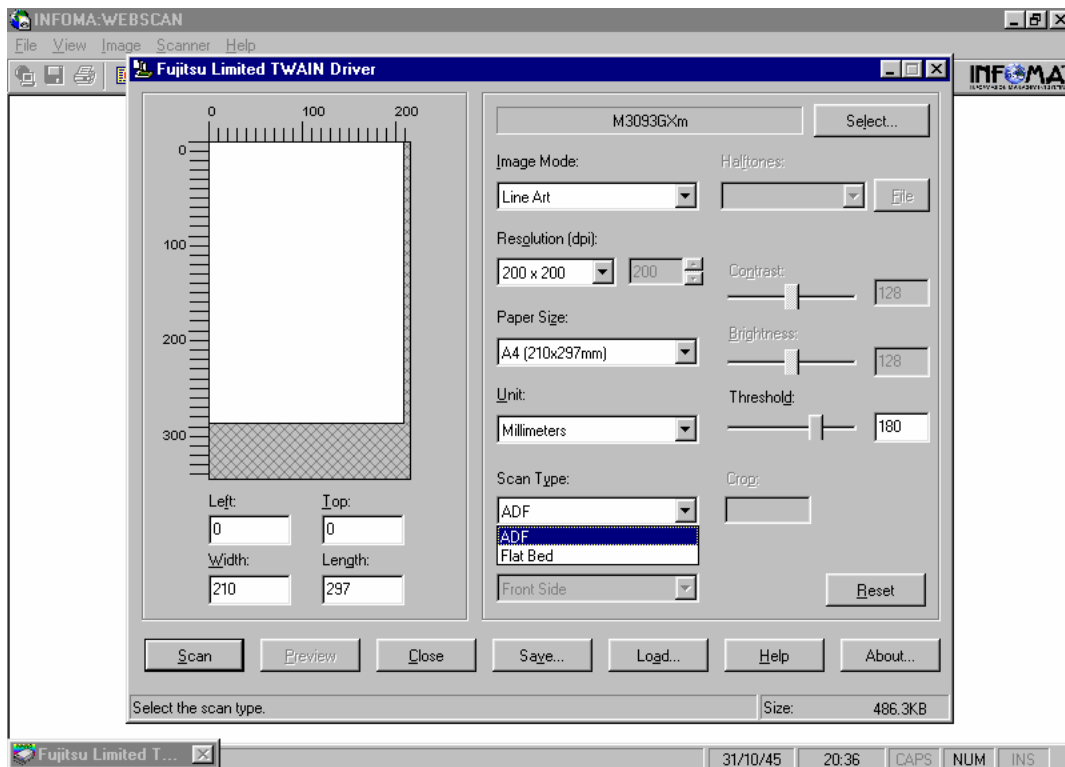 INFOMA:WEBSCAN
File View Image Scanner Help
Fujitsu Limited TWAIN Driver
INFOMA
0 100 200
0
100
200
300
M3093GXm Select...
Image Mode: Halftones:
Line Art File
Resolution (dpi):
200 x 200 200
Contrast:
128
Paper Size:
A4 (210x297mm)
Brightness:
128
Unit: Threshold:
Millimeters 180
Scan Type: Crop:
ADF
ADF
Flat Bed
Front Side Reset
Left: Top:
0 0
Width: Length:
210 297
Scan Preview Close Save... Load... Help About...
Select the scan type. Size: 486.3KB
Fujitsu Limited T... 31/10/45 20:36 CAPS NUM INS